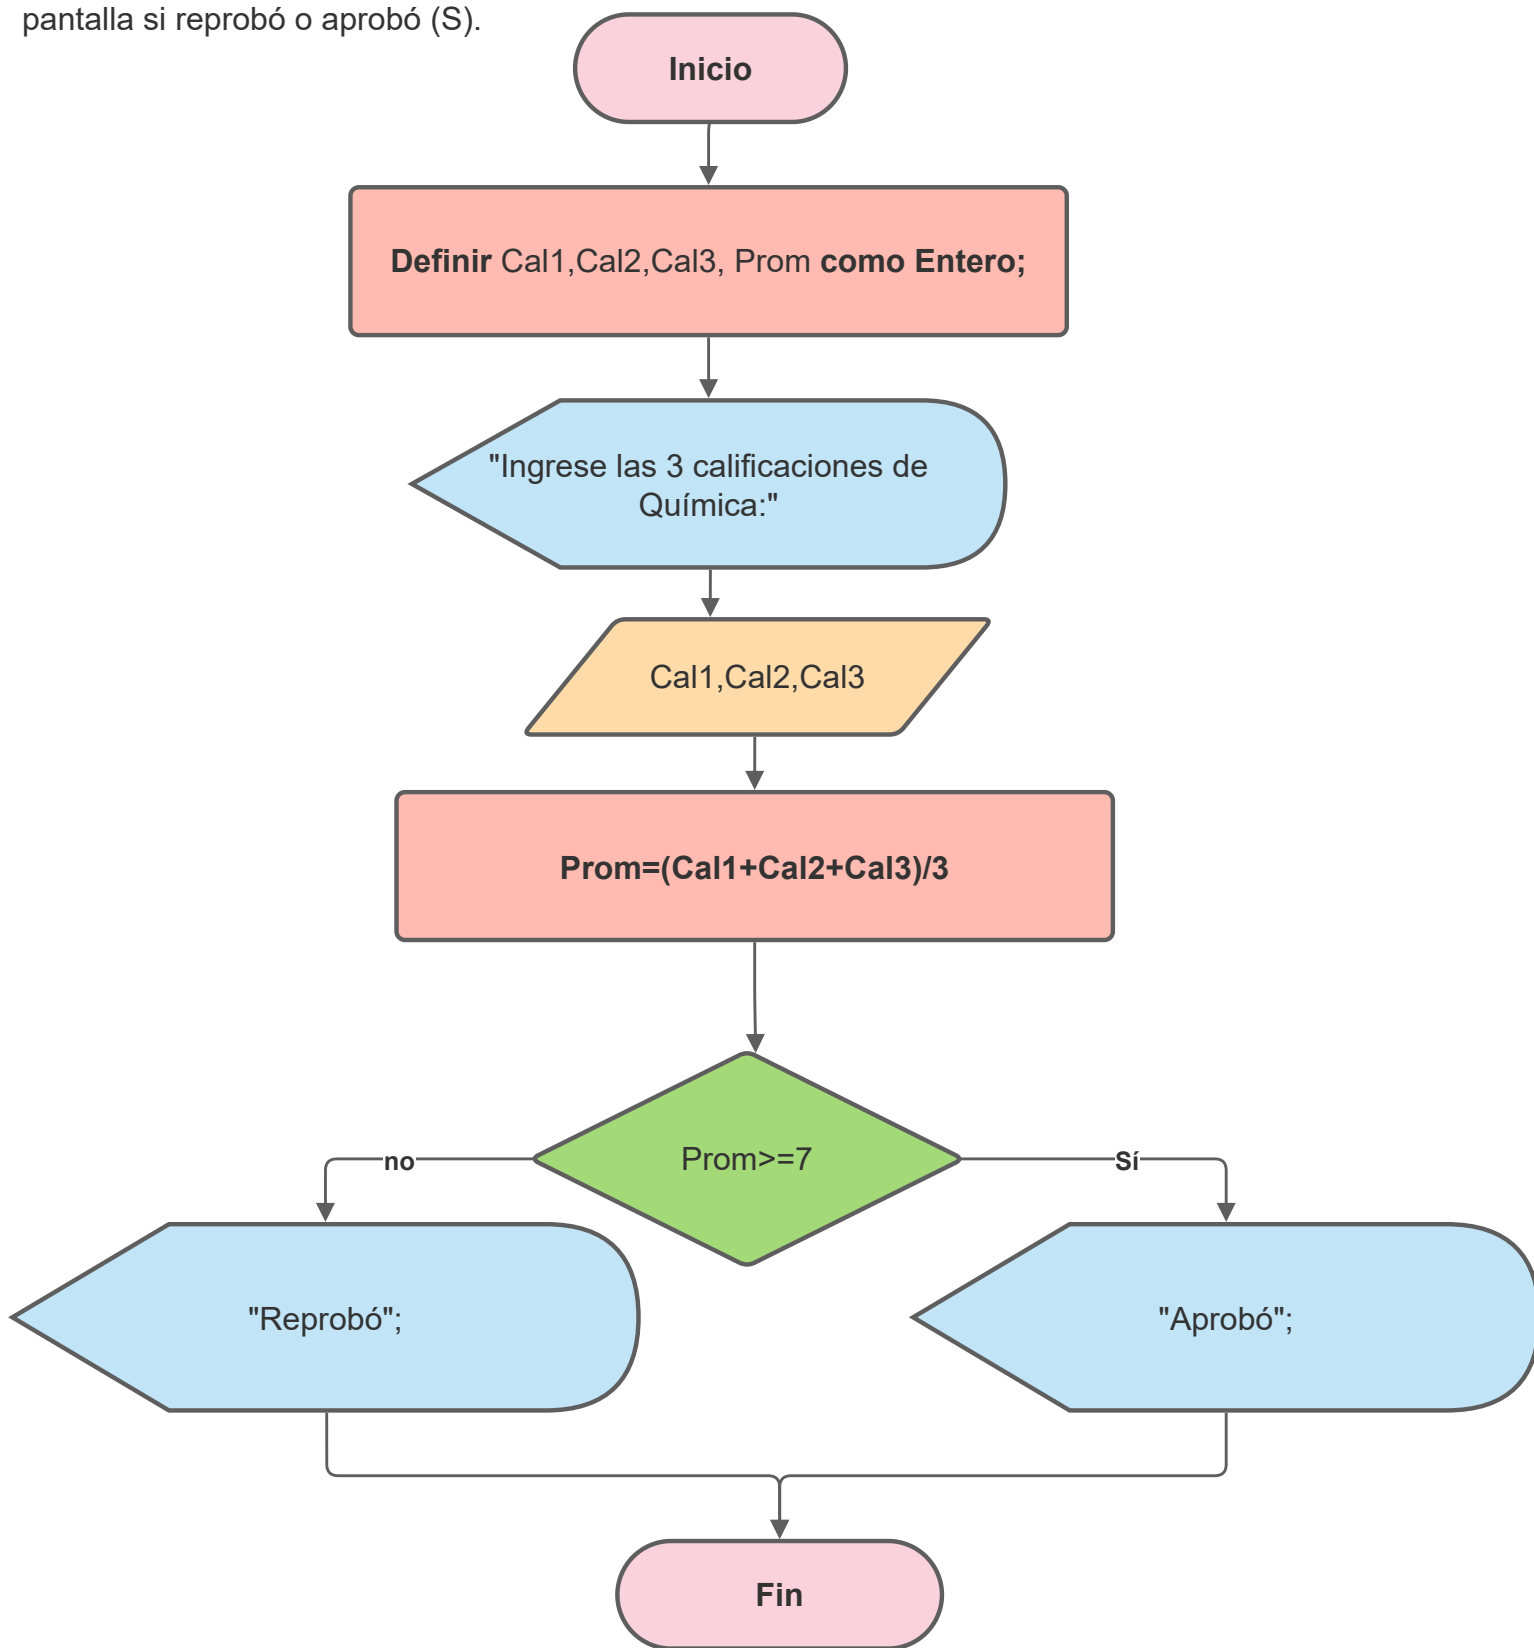 pantalla si reprobó o aprobó (S).
Inicio
Definir Cal1,Cal2,Cal3, Prom como Entero;
"Ingrese las 3 calificaciones de
Química:"
Cal1,Cal2,Cal3
Prom=(Cal1+Cal2+Cal3)/3
Prom>=7
no
Sí
"Reprobó";
"Aprobó";
Fin